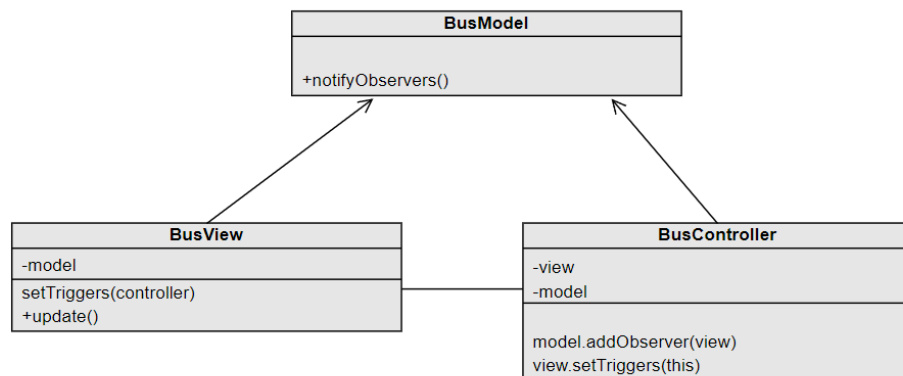 BusModel
+notifyObservers()
BusView
-model
setTriggers(controller)
+update()
BusController
-view
-model
model.addObserver(view)
view.setTriggers(this)